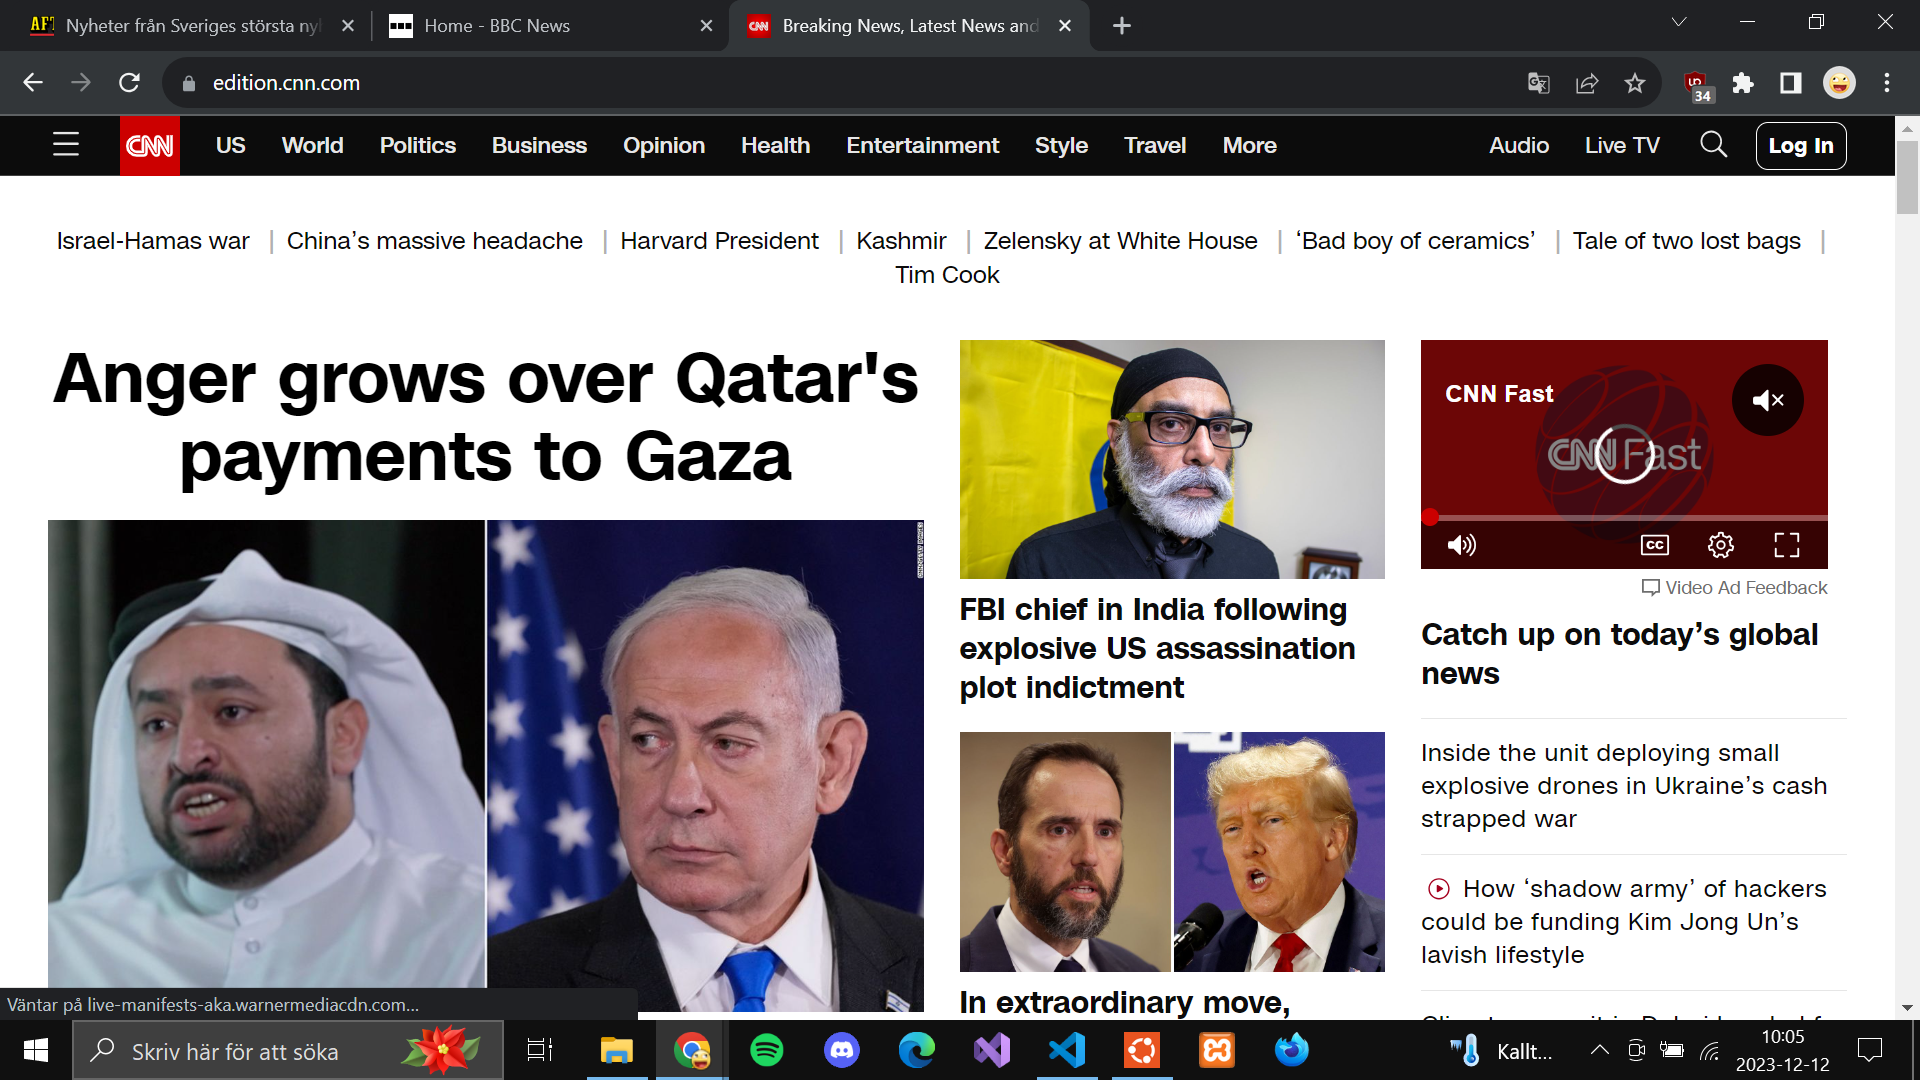 Nyheter från Sveriges största ny
Home - BBC News
Breaking News, Latest News and
edition.cnn.com
34
CNN
US
World
Politics
Business
Opinion
Health
Entertainment
Style
Travel
More
Audio
Live TV
Log In
Israel-Hamas war | China’s massive headache | Harvard President | Kashmir | Zelensky at White House | ‘Bad boy of ceramics’ | Tale of two lost bags |
Tim Cook
Anger grows over Qatar's
payments to Gaza
FBI chief in India following
explosive US assassination
plot indictment
In extraordinary move,
CNN Fast
CNN Fast
CC
Video Ad Feedback
Catch up on today’s global
news
Inside the unit deploying small
explosive drones in Ukraine’s cash
strapped war
How ‘shadow army’ of hackers
could be funding Kim Jong Un’s
lavish lifestyle
Väntar på live-manifests-aka.warnermediacdn.com...
Skriv här för att söka
Kallt...
10:05
2023-12-12